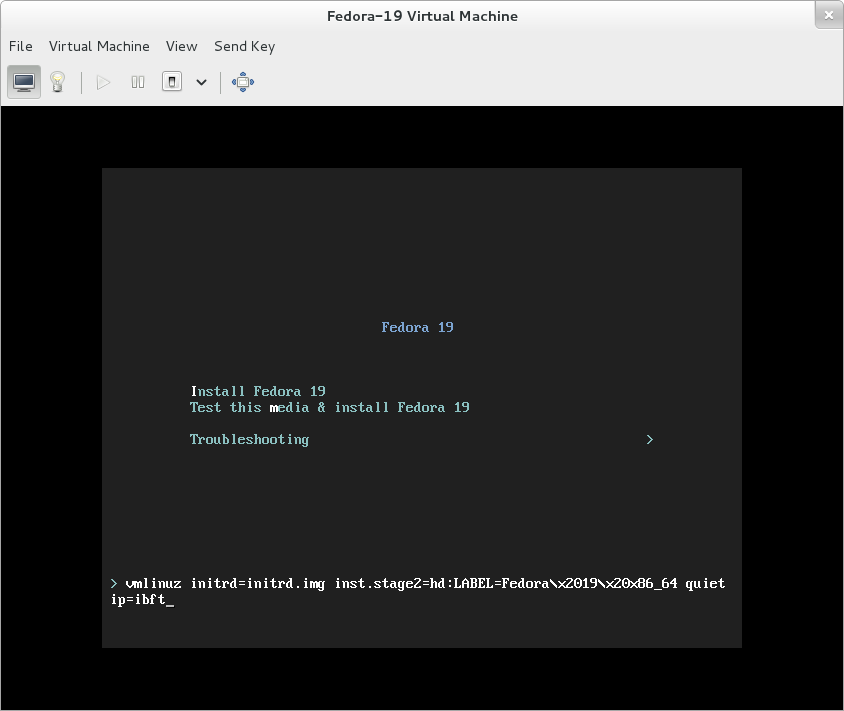 Fedora-19 Virtual Machine
File Virtual Machine View Send Key
Fedora 19
Install Fedora 19
Test this media & install Fedora 19
Troubleshooting >
> vmlinuz initrd=initrd.img inst.stage2=hd:LABEL=Fedora\x2019\x20x86_64 quiet
ip=ibft_